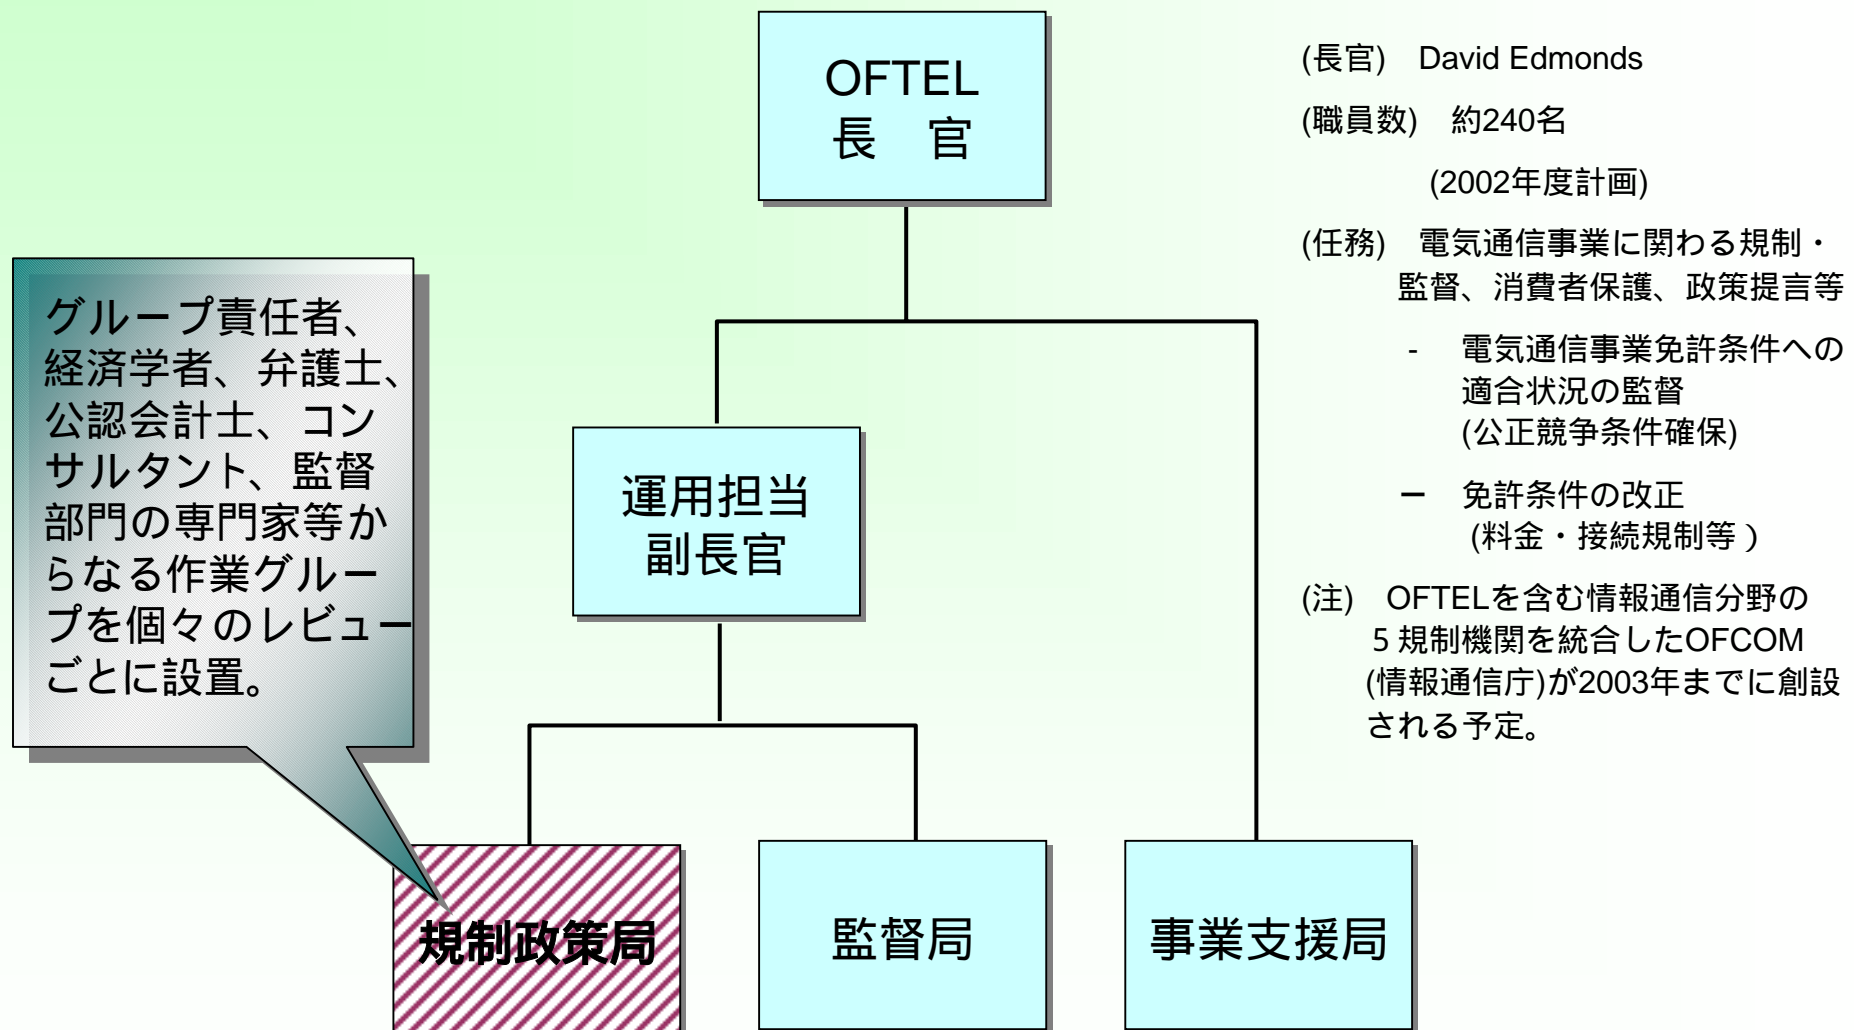 OFTEL
長　官
(長官)　David Edmonds
(職員数)　約240名
(2002年度計画)
(任務)　電気通信事業に関わる規制・
監督、消費者保護、政策提言等
-　電気通信事業免許条件への
適合状況の監督
(公正競争条件確保)
ー　免許条件の改正
(料金・接続規制等）
(注)　OFTELを含む情報通信分野の
５規制機関を統合したOFCOM
(情報通信庁)が2003年までに創設
される予定。
グループ責任者、
経済学者、弁護士、
公認会計士、コン
サルタント、監督
部門の専門家等か
らなる作業グルー
プを個々のレビュー
ごとに設置。
運用担当
副長官
規制政策局
監督局
事業支援局